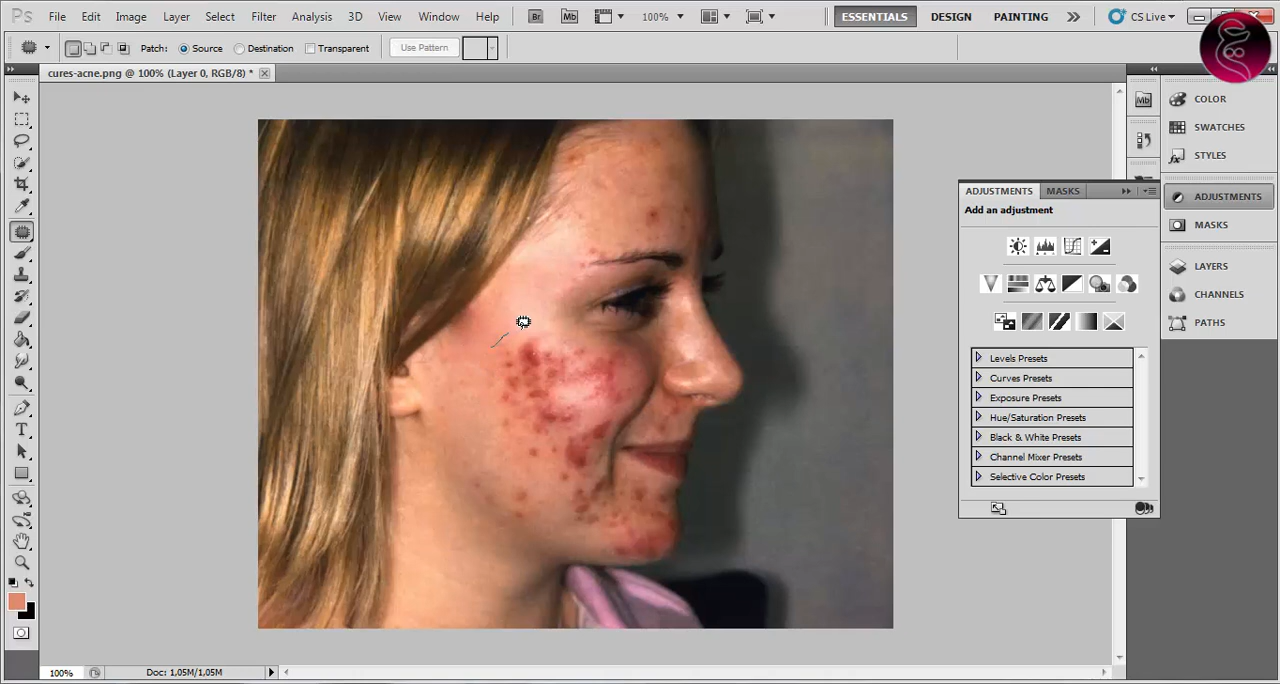 Ps File Edit Image Layer Select Filter Analysis 3D View Window Help Br Mb 100% ESSENTIALS DESIGN PAINTING CS Live
Patch: Source Destination Transparent Use Pattern
cures-acne.png @ 100% (Layer 0, RGB/8) *
Mb
COLOR
SWATCHES
STYLES
ADJUSTMENTS
MASKS
LAYERS
CHANNELS
PATHS
ADJUSTMENTS MASKS
Add an adjustment
Levels Presets
Curves Presets
Exposure Presets
Hue/Saturation Presets
Black & White Presets
Channel Mixer Presets
Selective Color Presets
T
100% Doc: 1,05M/1,05M